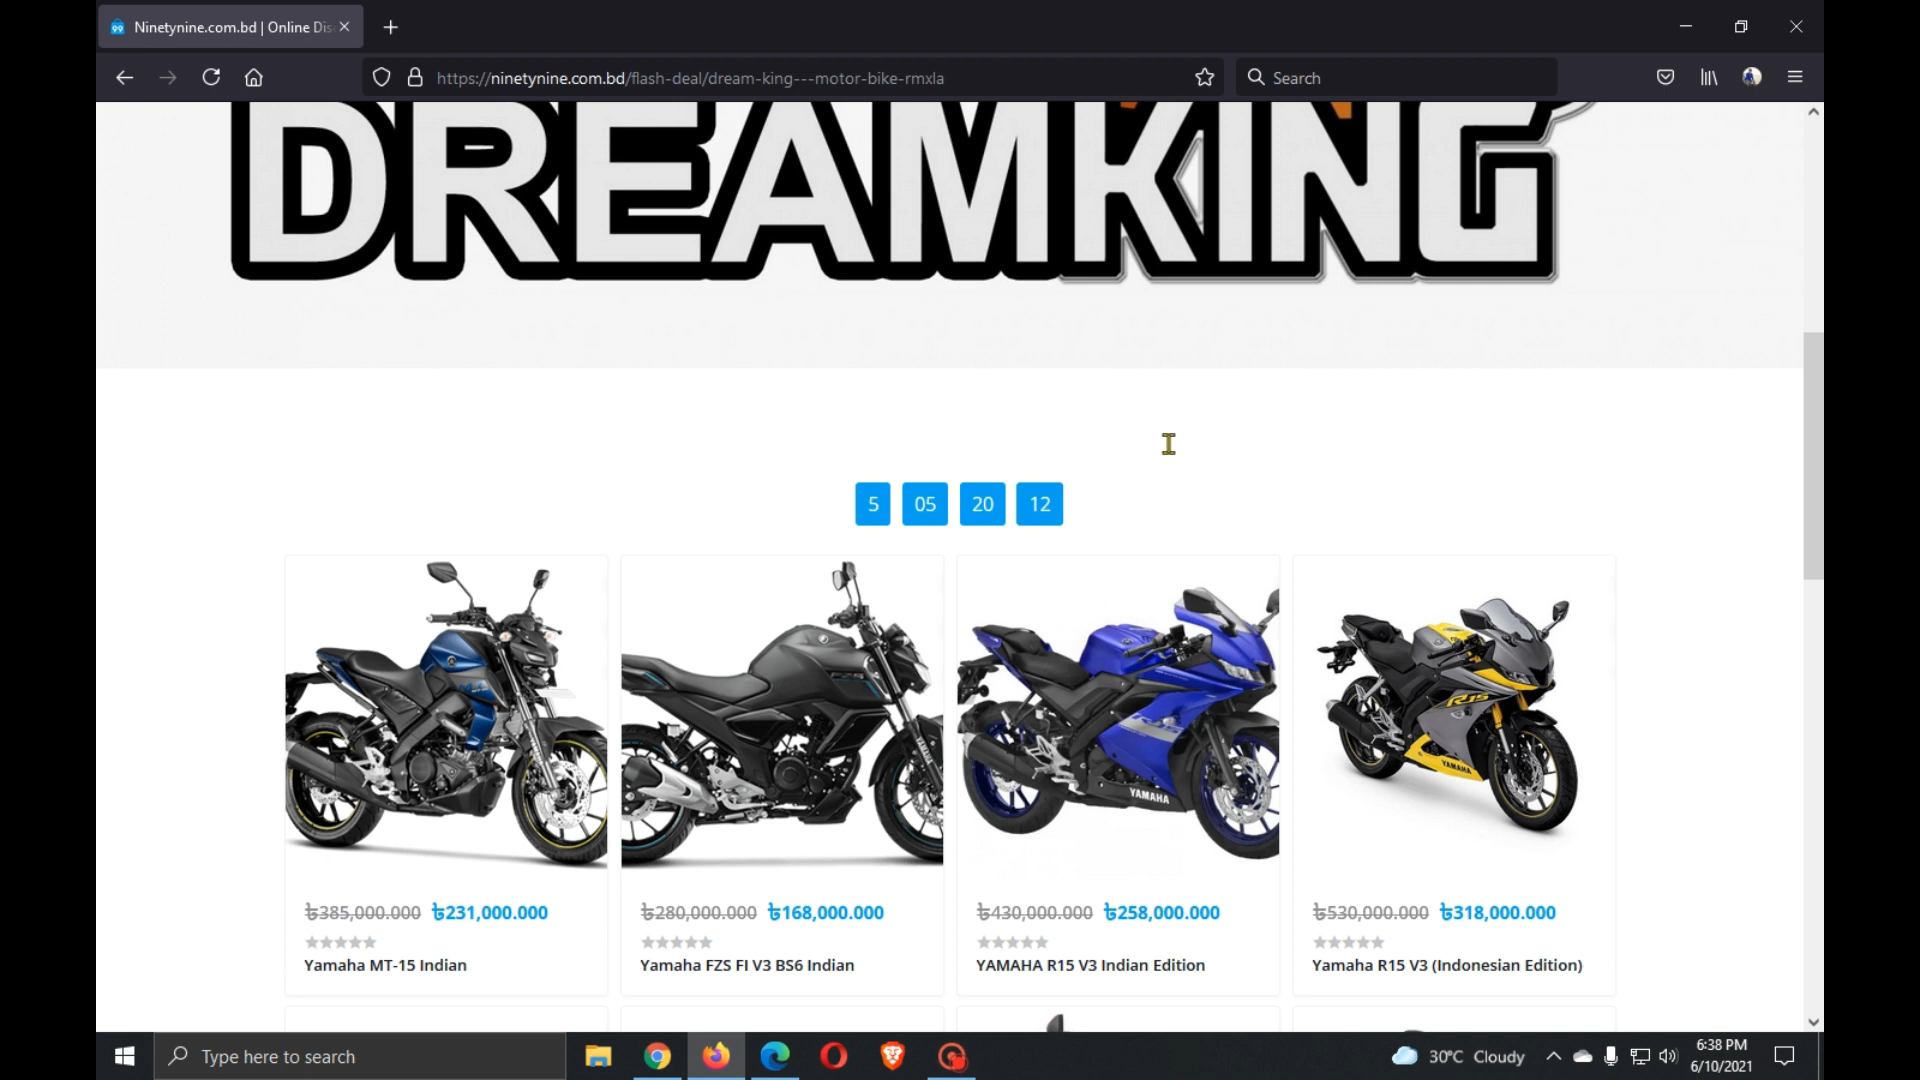 Ninetynine.com.bd | Online Dis
https://ninetynine.com.bd/flash-deal/dream-king---motor-bike-rmxla
Search
DREAMKING
5 05 20 12
R15
YAMAHA
YAMAHA
YAMAHA
৳385,000.000 ৳231,000.000
Yamaha MT-15 Indian
৳280,000.000 ৳168,000.000
Yamaha FZS FI V3 BS6 Indian
৳430,000.000 ৳258,000.000
YAMAHA R15 V3 Indian Edition
৳530,000.000 ৳318,000.000
Yamaha R15 V3 (Indonesian Edition)
Type here to search
30°C Cloudy
6:38 PM
6/10/2021